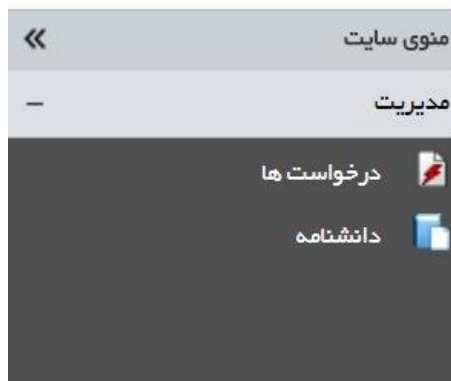 منوی سایت
مدیریت
درخواست ها
دانشنامه